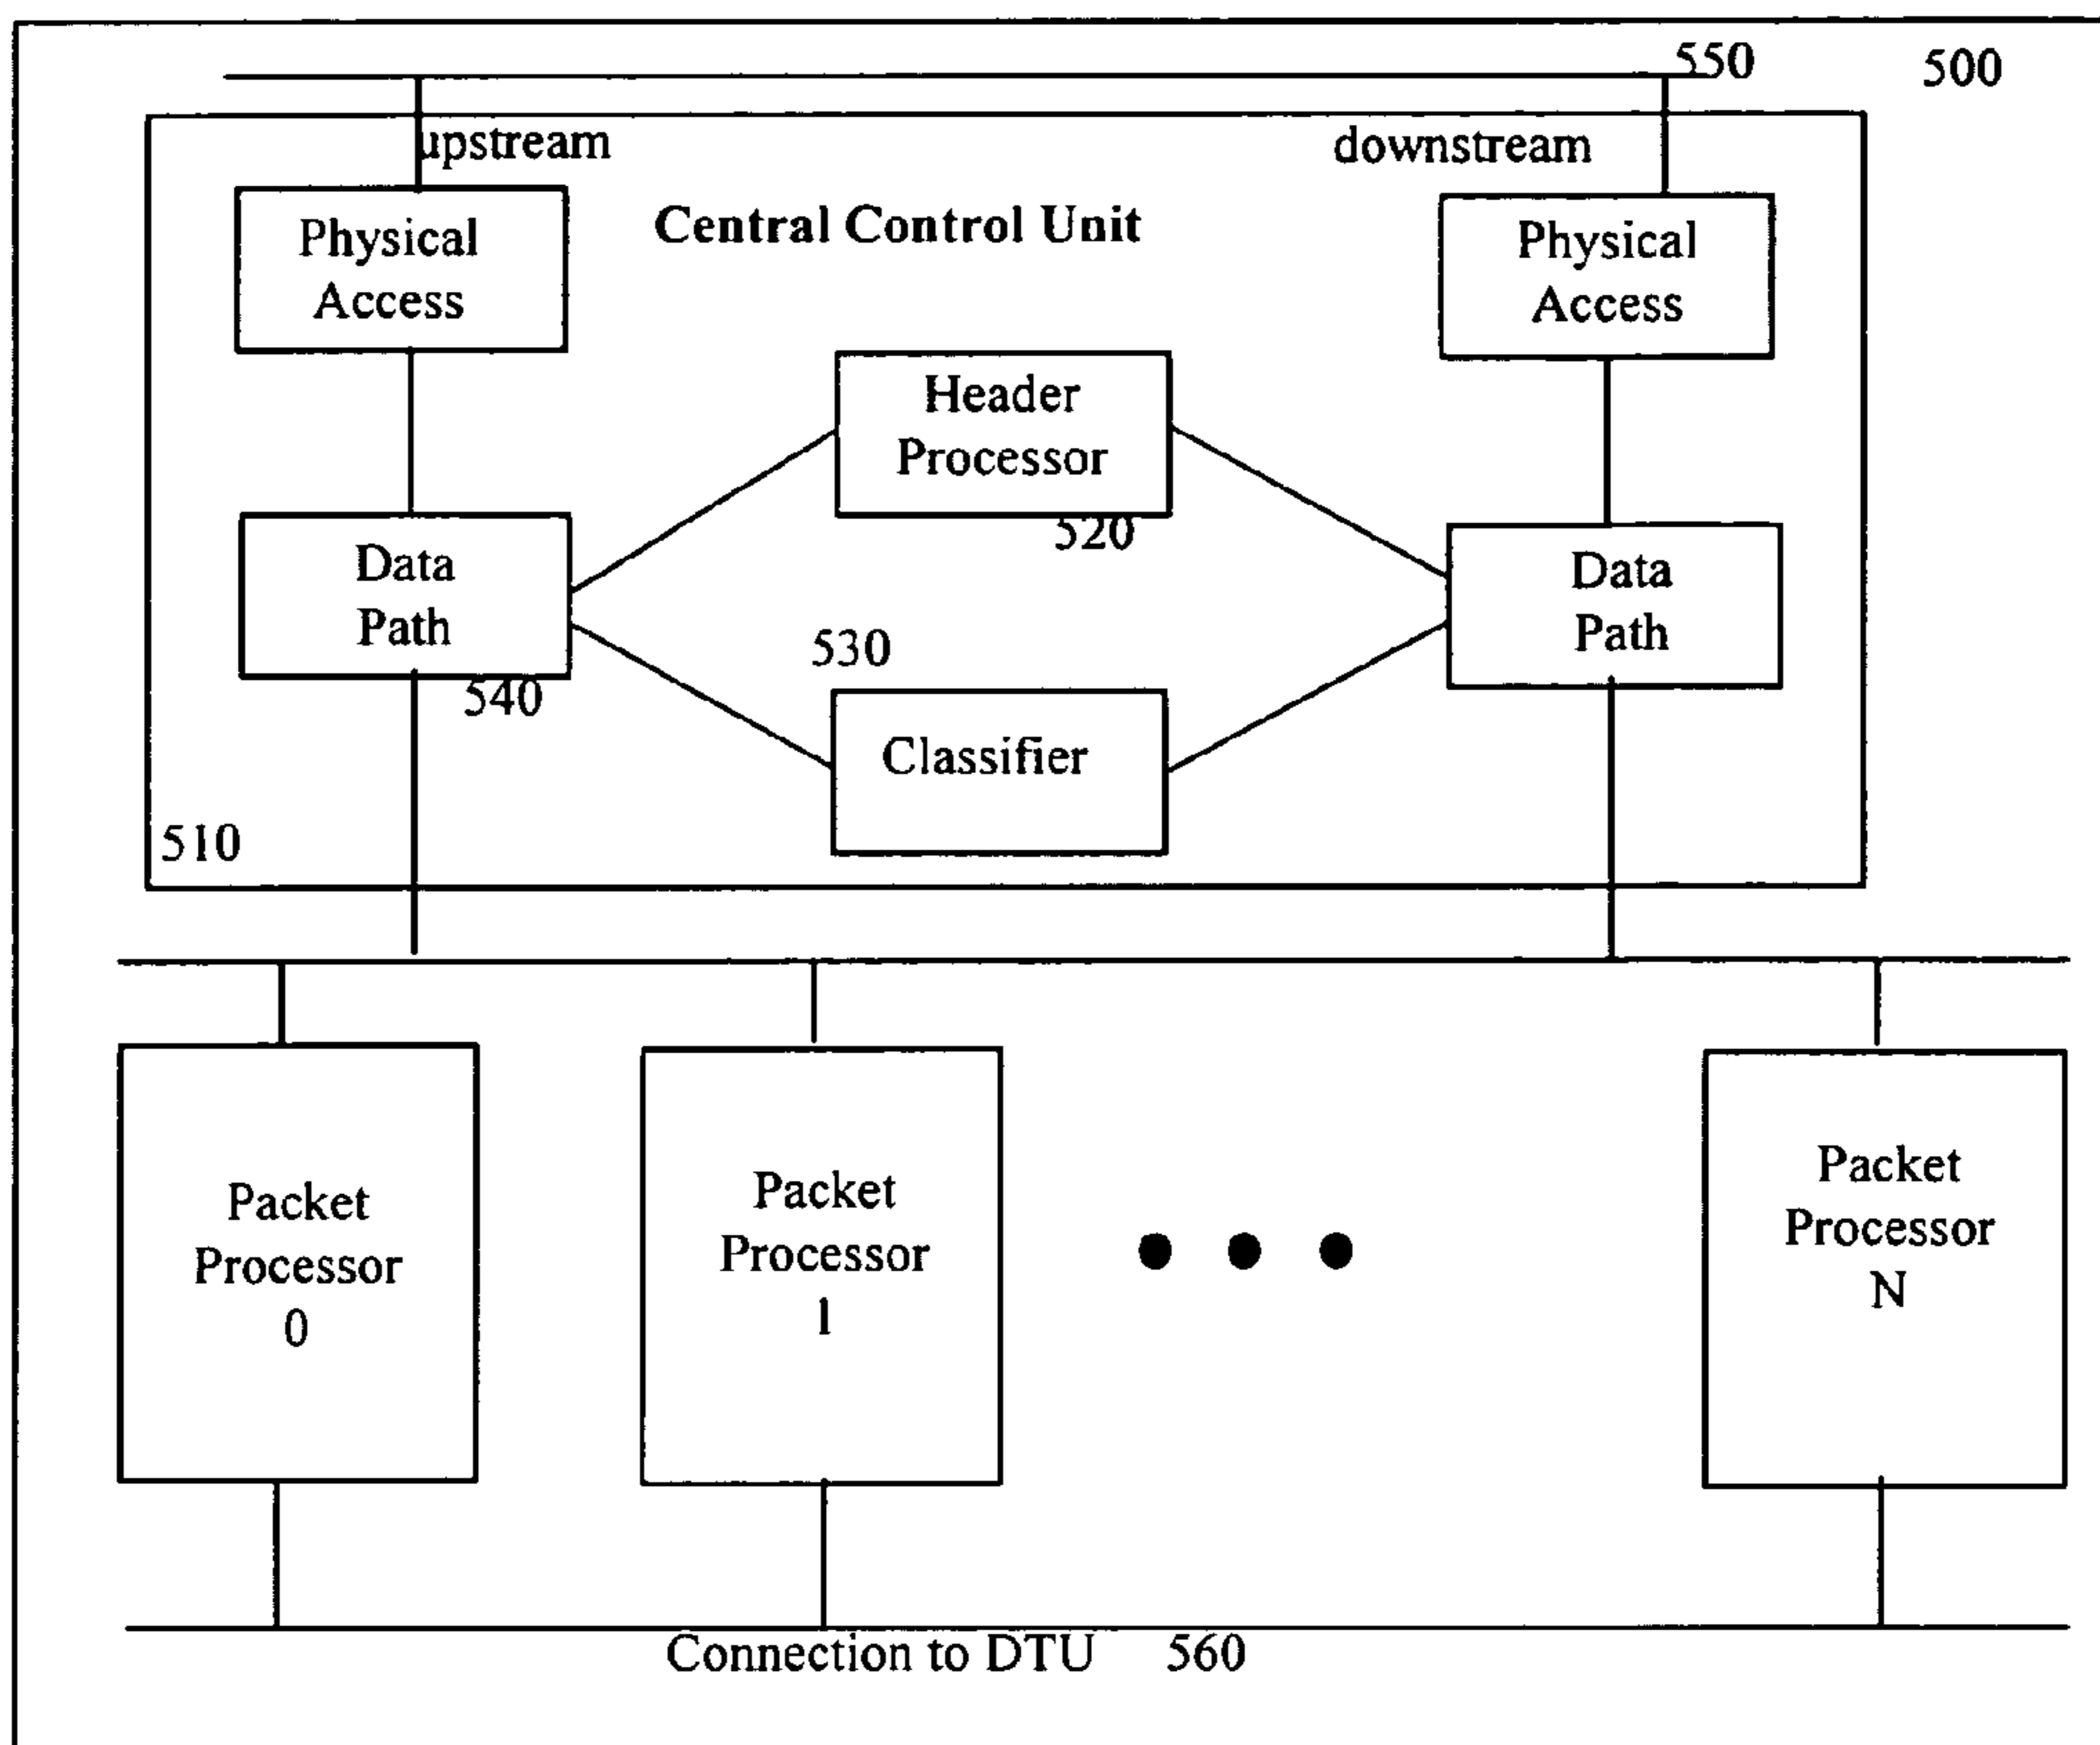 550
500
upstream
downstream
Physical
Access
Central Control Unit
Physical
Access
Header
Processor
520
Data
Path
540
530
Data
Path
Classifier
510
Packet
Processor
0
Packet
Processor
1
Packet
Processor
N
Connection to DTU 560